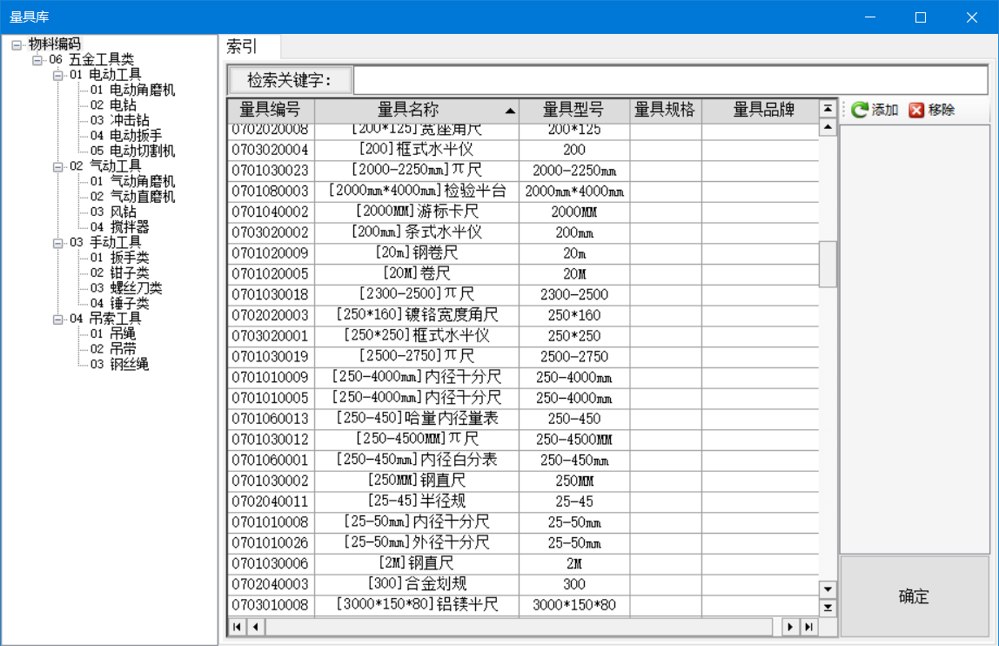 量具库
物料编码
06 五金工具类
01 电动工具
01 电动角磨机
02 电钻
03 冲击钻
04 电动扳手
05 电动切割机
02 气动工具
01 气动角磨机
02 气动直磨机
03 风钻
04 搅拌器
03 手动工具
01 扳手类
02 钳子类
03 螺丝刀类
04 锤子类
04 吊索工具
01 吊绳
02 吊带
03 钢丝绳
索引
检索关键字:
量具编号 量具名称 量具型号 量具规格 量具品牌
添加 移除
0702020008 [200*125]宽座角尺 200*125
0703020004 [200]框式水平仪 200
0701030023 [2000-2250mm]π尺 2000-2250mm
0701080003 [2000mm*4000mm]检验平台 2000mm*4000mm
0701040002 [2000MM]游标卡尺 2000MM
0703020002 [200mm]条式水平仪 200mm
0701020009 [20m]钢卷尺 20m
0701020005 [20M]卷尺 20M
0701030018 [2300-2500]π尺 2300-2500
0702020003 [250*160]镀铬宽度角尺 250*160
0703020001 [250*250]框式水平仪 250*250
0701030019 [2500-2750]π尺 2500-2750
0701010009 [250-4000mm]内径千分尺 250-4000mm
0701010005 [250-4000mm]内径千分尺 250-4000mm
0701060013 [250-450]哈量内径量表 250-450
0701030012 [250-4500MM]π尺 250-4500MM
0701060001 [250-450mm]内径百分表 250-450mm
0701030002 [250MM]钢直尺 250MM
0702040011 [25-45]半径规 25-45
0701010008 [25-50mm]内径千分尺 25-50mm
0701010026 [25-50mm]外径千分尺 25-50mm
0701030006 [2M]钢直尺 2M
0702040003 [300]合金划规 300
0703010008 [3000*150*80]铝镁平尺 3000*150*80
确定